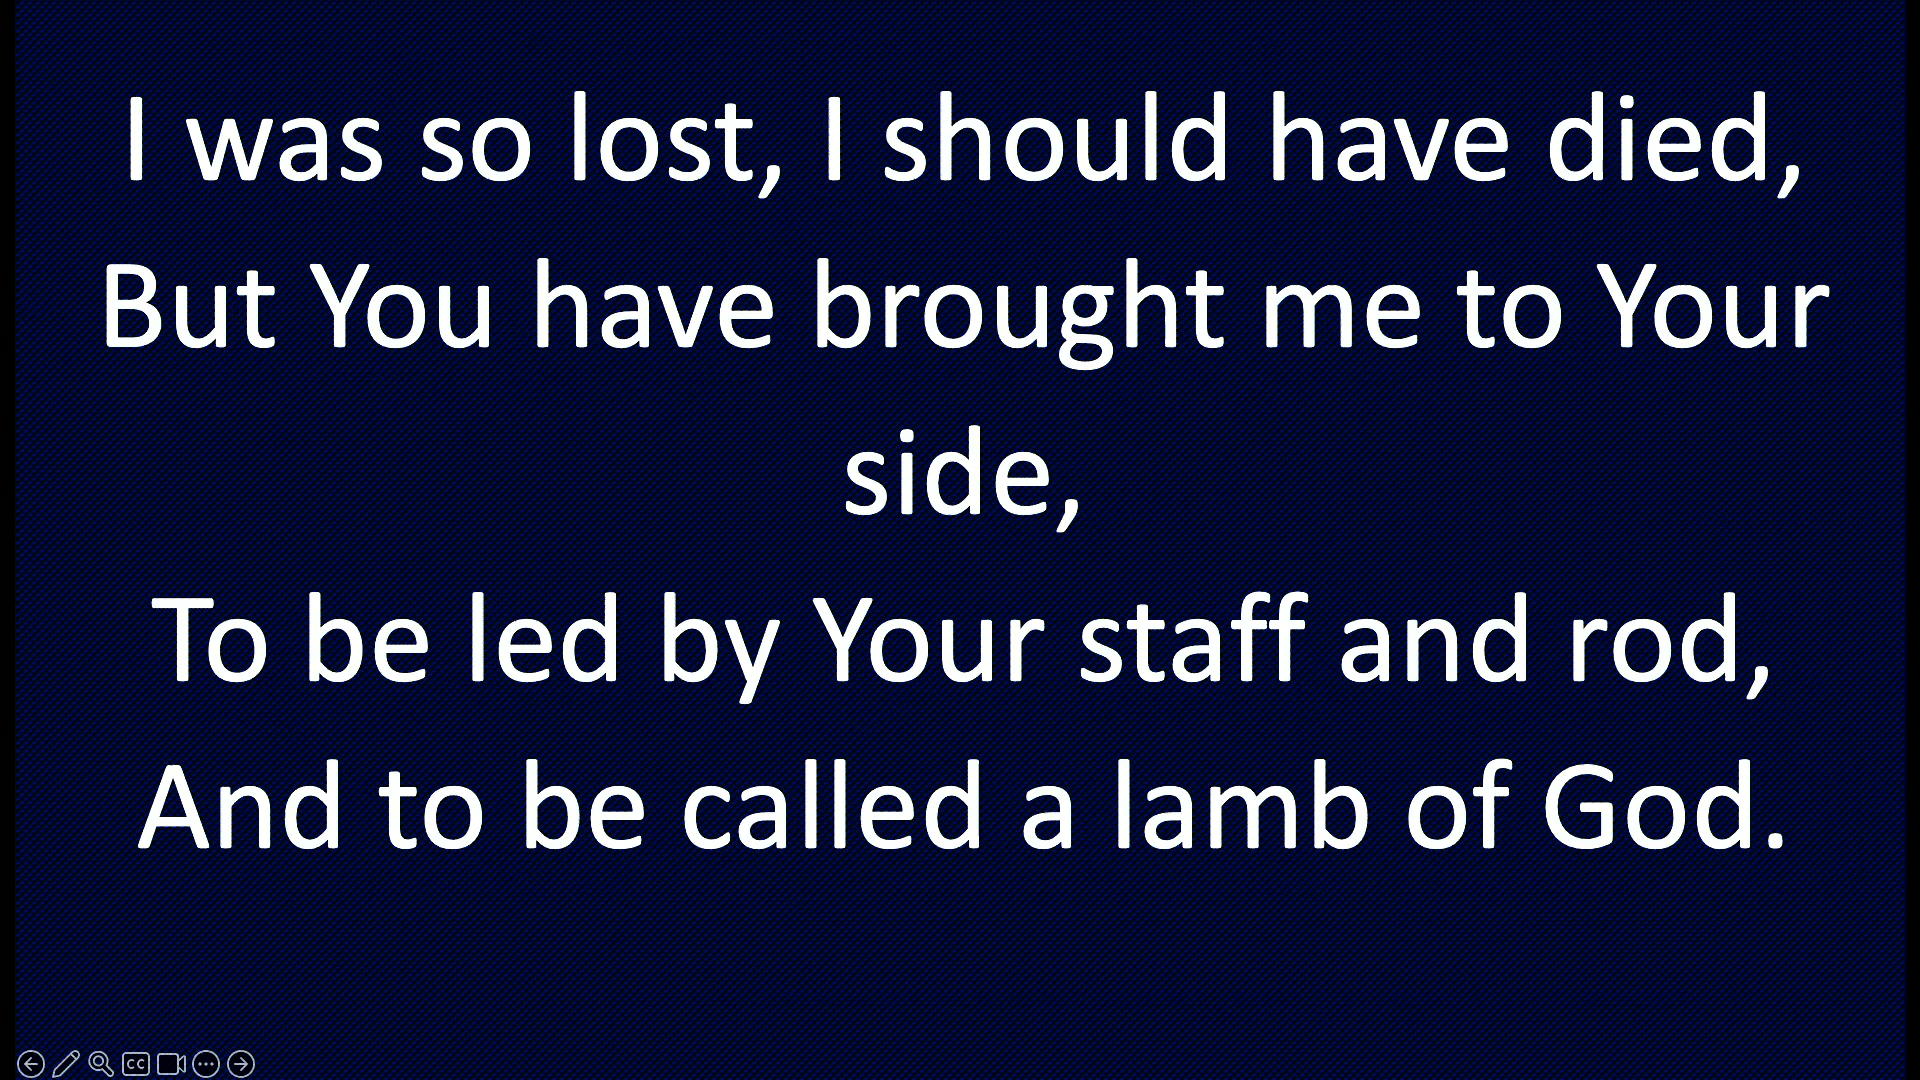 I was so lost, I should have died,
But You have brought me to Your
side,
To be led by Your staff and rod,
And to be called a lamb of God.
CC